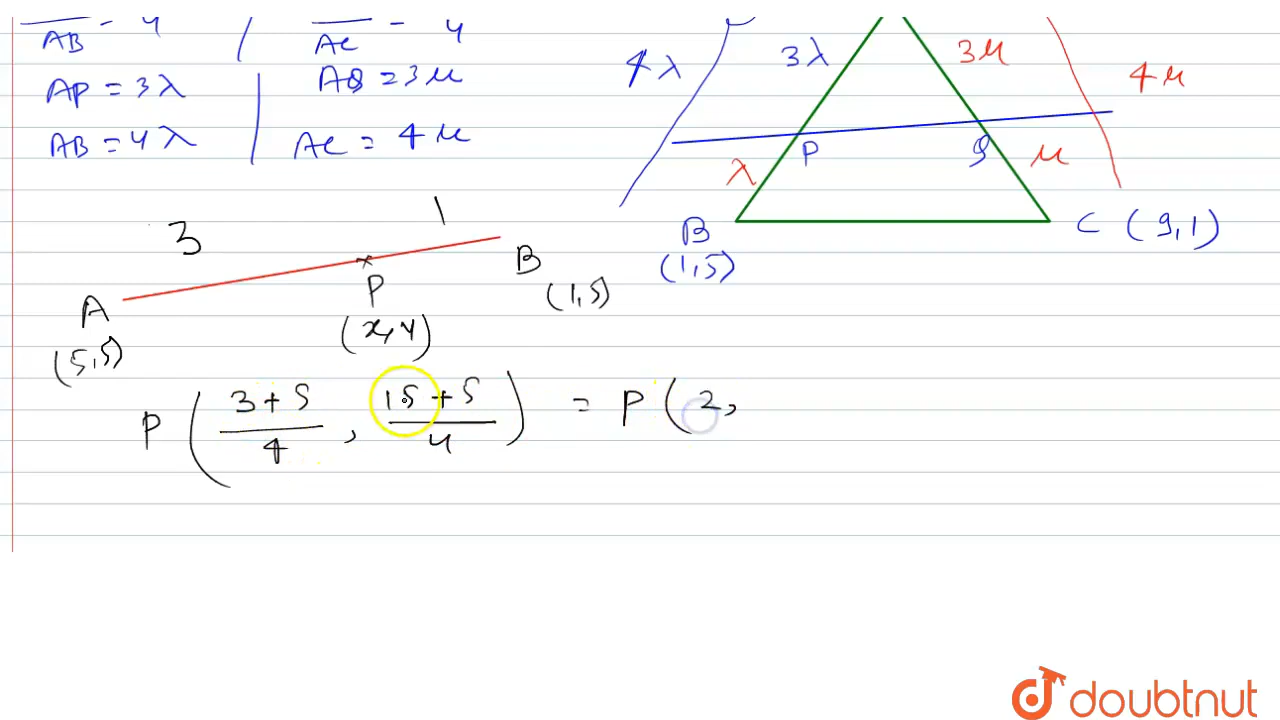 AB = 4 AC = 4
AP = 3λ AQ = 3μ
AB = 4λ AC = 4μ
4λ 3λ 3μ 4μ
P Q
λ μ
B C (9,1)
(1,5)
3 1
A P B
(5,5) (x,y) (1,5)
P ( 3+5 / 4 , 15+5 / 4 ) = P ( 2,
doubtnut